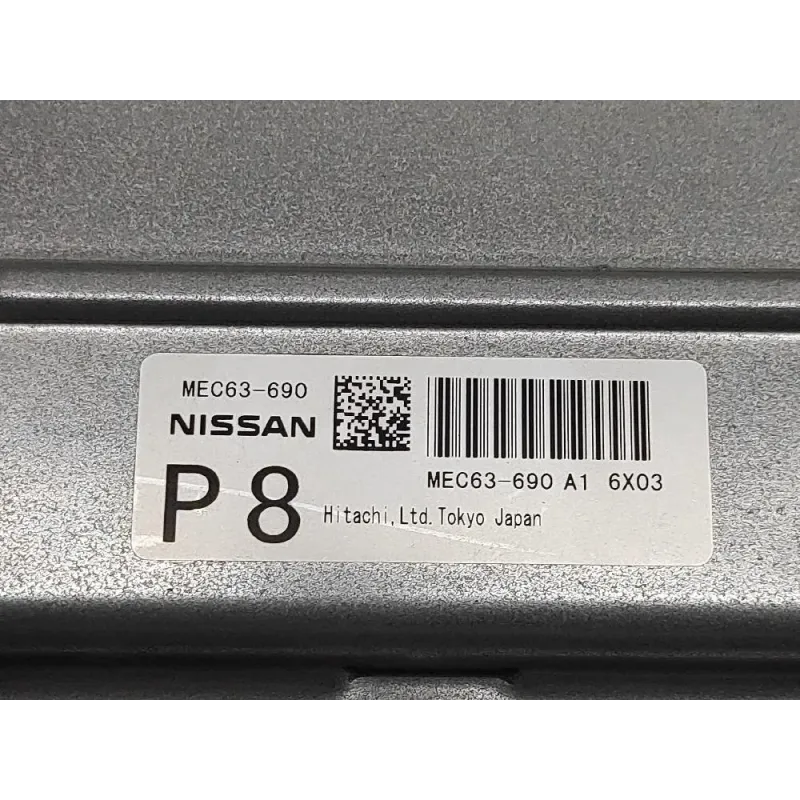 MEC63-690
NISSAN
P8
MEC63-690 A1 6X03
Hitachi,Ltd.Tokyo Japan